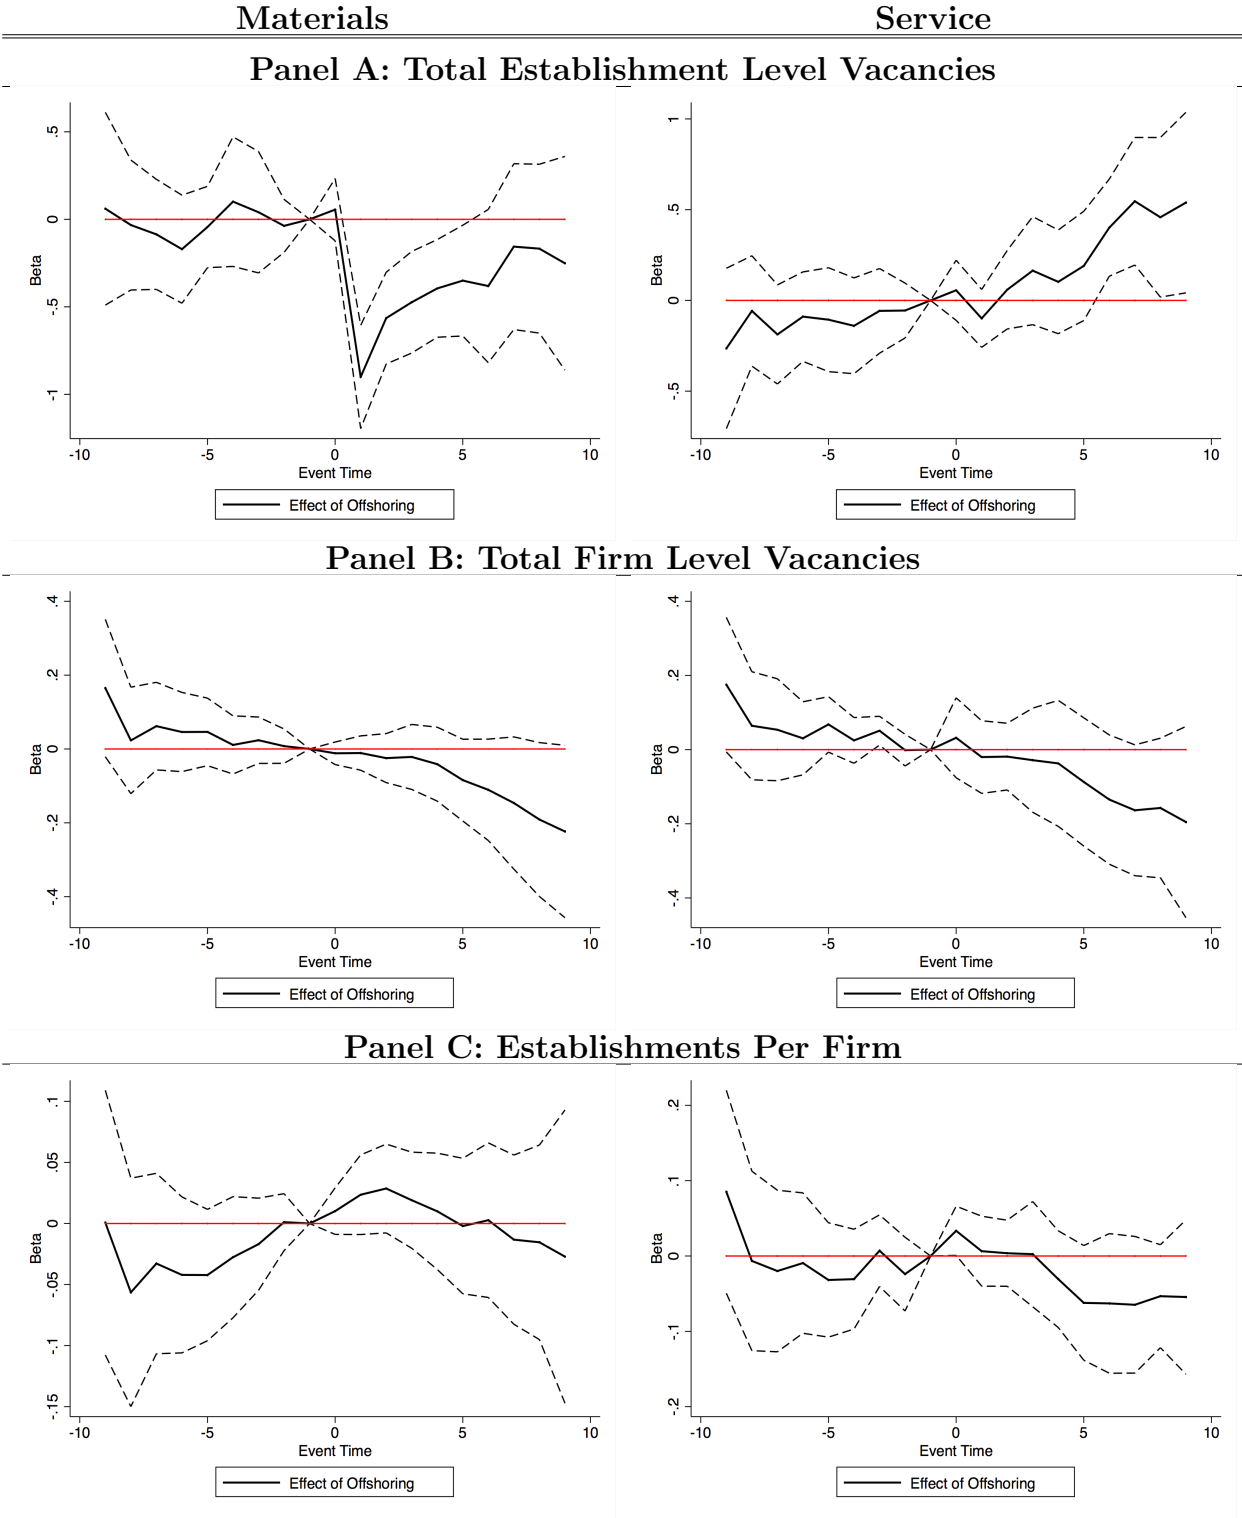 Materials Service
Panel A: Total Establishment Level Vacancies
Beta
.5
0
-.5
-1
-10 -5 0 5 10
Event Time
Effect of Offshoring
Beta
1
.5
0
-.5
-10 -5 0 5 10
Event Time
Effect of Offshoring
Panel B: Total Firm Level Vacancies
Beta
.4
.2
0
-.2
-.4
-10 -5 0 5 10
Event Time
Effect of Offshoring
Beta
.4
.2
0
-.2
-.4
-10 -5 0 5 10
Event Time
Effect of Offshoring
Panel C: Establishments Per Firm
Beta
.1
.05
0
-.05
-.1
-.15
-10 -5 0 5 10
Event Time
Effect of Offshoring
Beta
.2
.1
0
-.1
-.2
-10 -5 0 5 10
Event Time
Effect of Offshoring